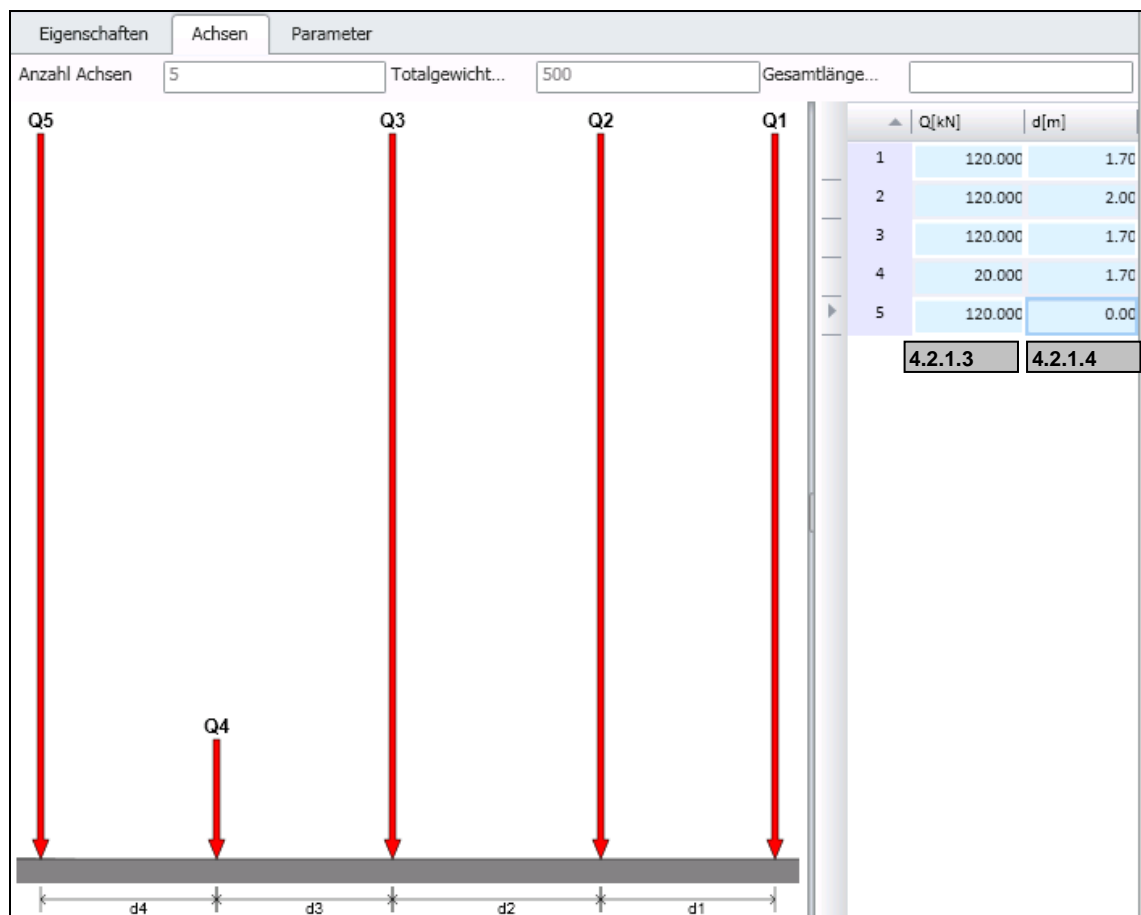 Eigenschaften Achsen Parameter
Anzahl Achsen 5 Totalgewicht... 500 Gesamtlänge...
Q5 Q3 Q2 Q1
Q4
d4 d3 d2 d1
Q[kN] d[m]
1 120.000 1.70
2 120.000 2.00
3 120.000 1.70
4 20.000 1.70
5 120.000 0.00
4.2.1.3 4.2.1.4